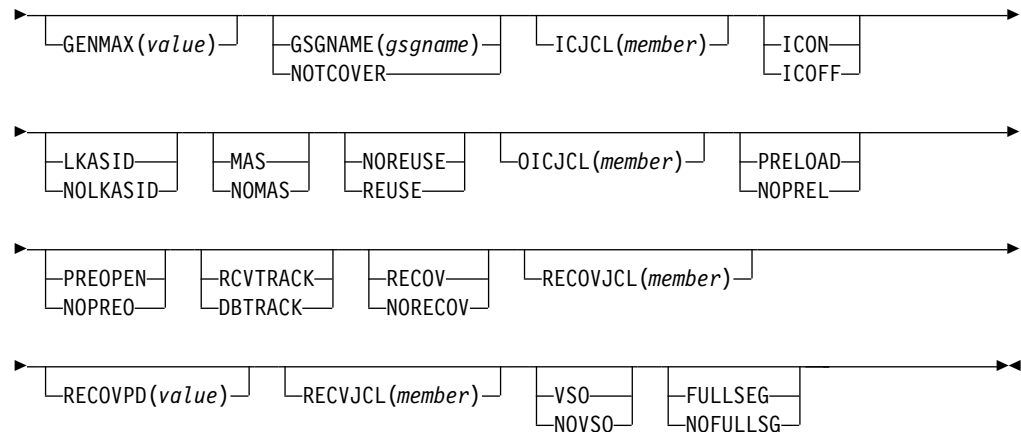 GENMAX(value) GSGNAME(gsgname) ICJCL(member) ICON
NOTCOVER ICOFF
LKASID MAS NOREUSE OICJCL(member) PRELOAD
NOLKASID NOMAS REUSE NOPREL
PREOPEN RCVTRACK RECOV RECOVJCL(member)
NOPREO DBTRACK NORECOV
RECOVPD(value) RECVJCL(member) VSO FULLSEG
NOVSO NOFULLSG